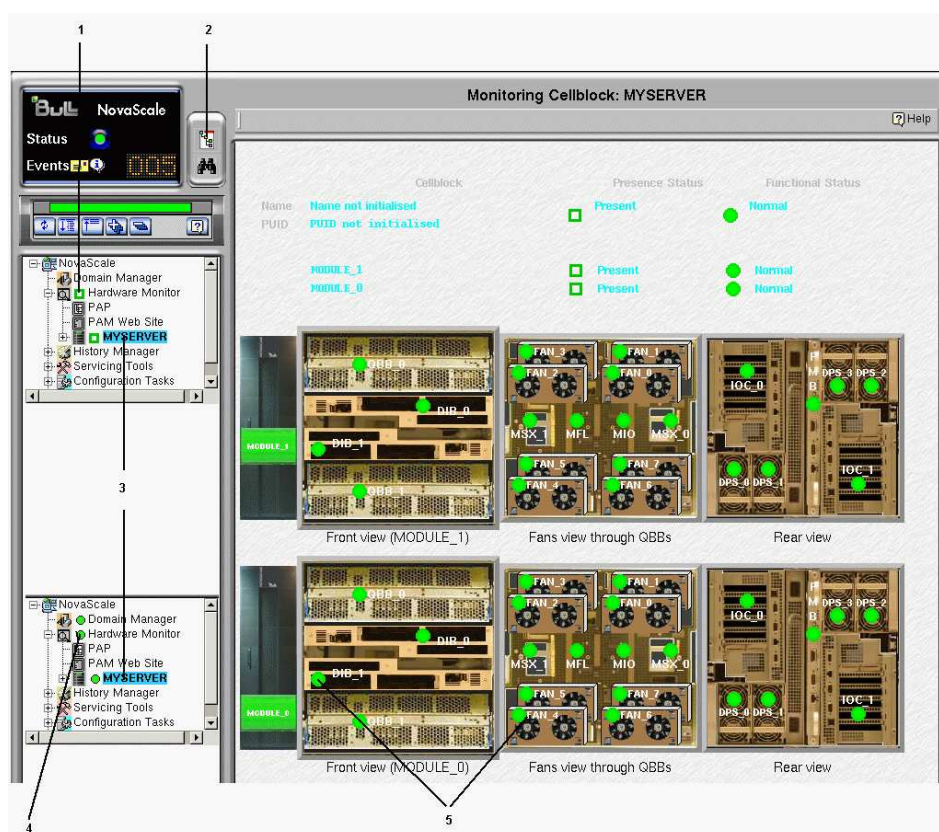 1
2
Bull NovaScale
Status
Events 005
Monitoring Cellblock: MYSERVER
? Help
Cellblock Presence Status Functional Status
Name Name not initialised Present Normal
PUID PUID not initialised
MODULE_1 Present Normal
MODULE_0 Present Normal
?
NovaScale
Domain Manager
Hardware Monitor
PAP
PAM Web Site
MYSERVER
History Manager
Servicing Tools
Configuration Tasks
3
MODULE_1
QBB_0
DIB_0
DIB_1
QBB_1
Front view (MODULE_1)
FAN_3 FAN_1
FAN_2 FAN_0
MSX_1 MFL MIO MSX_0
FAN_5 FAN_7
FAN_4 FAN_6
Fans view through QBBs
P
M
B
IOC_0
DPS_3 DPS_2
DPS_0 DPS_1
IOC_1
Rear view
NovaScale
Domain Manager
Hardware Monitor
PAP
PAM Web Site
MYSERVER
History Manager
Servicing Tools
Configuration Tasks
4
MODULE_0
QBB_0
DIB_0
DIB_1
QBB_1
Front view (MODULE_0)
FAN_3 FAN_1
FAN_2 FAN_0
MSX_1 MFL MIO MSX_0
FAN_5 FAN_7
FAN_4 FAN_6
Fans view through QBBs
P
M
B
IOC_0
DPS_3 DPS_2
DPS_0 DPS_1
IOC_1
Rear view
5